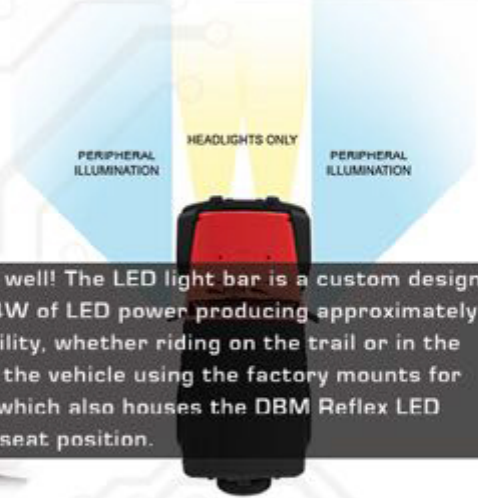 HEADLIGHTS ONLY
PERIPHERAL
ILLUMINATION
PERIPHERAL
ILLUMINATION
well! The LED light bar is a custom design
W of LED power producing approximately
ility, whether riding on the trail or in the
the vehicle using the factory mounts for
which also houses the DBM Reflex LED
seat position.